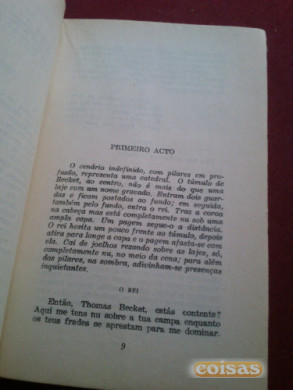 PRIMEIRO ACTO
O cenário indefinido, com pilares em pro-
fusão, representa uma catedral. O túmulo de
Becket, ao centro, não é mais do que uma
laje com um nome gravado. Entram dois guar-
das e ficam postados ao fundo; em seguida,
também pelo fundo, entra o rei. Traz a coroa
na cabeça mas está completamente nu sob a
ampla capa. Um pagem segue-o a distância.
O rei hesita um pouco frente ao túmulo, depois
atira para longe a capa e o pagem afasta-se com
ela. Cai de joelhos rezando sobre as lajes, só,
completamente nu, no meio da cena; para além
dos pilares, na sombra, adivinham-se presenças
inquietantes.
O REI
Então, Thomas Becket, estás contente?
Aqui me tens nu sobre a tua campa enquanto
os teus frades se aprestam para me dominar.
9
coisas